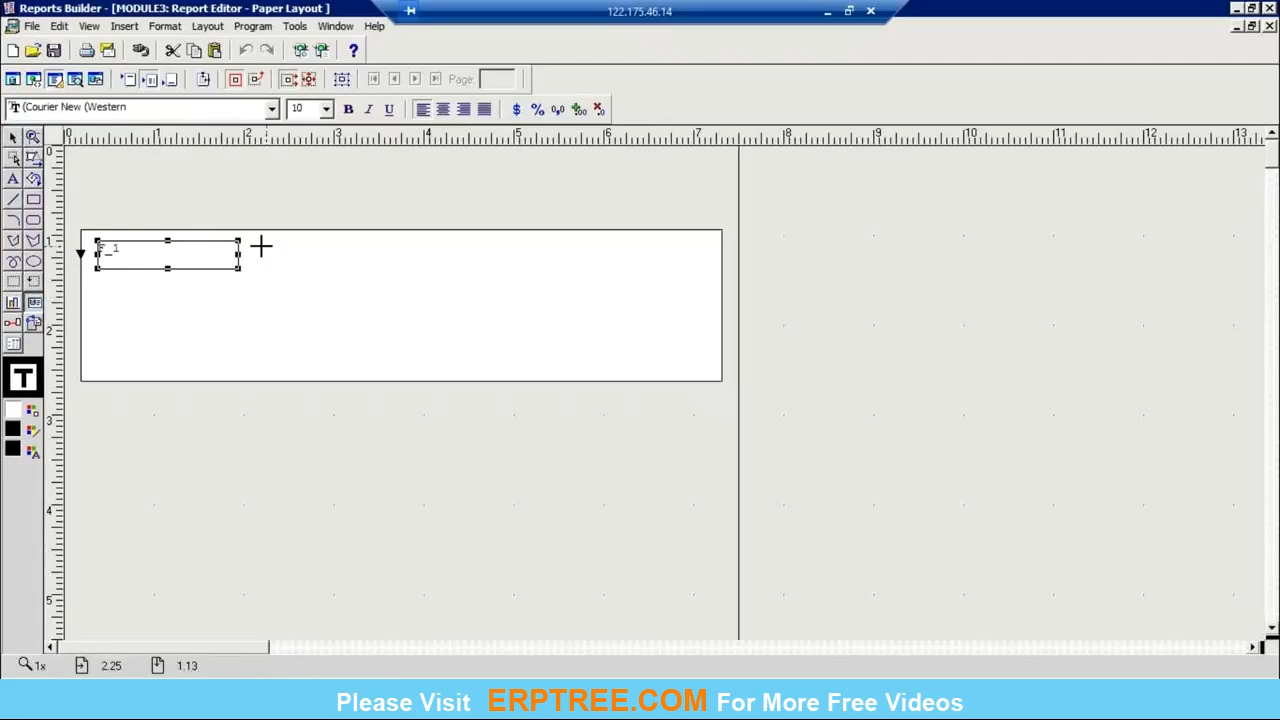 Reports Builder - [MODULE3: Report Editor - Paper Layout ]
122.175.46.14
File Edit View Insert Format Layout Outline Program Tools Window Help
Page:
(Courier New (Western
10
B I U
$ %
0 1 2 3 4 5 6 7 8 9 10 11 12 13
0
1
2
3
4
5
F_1
A
T
1x 2.25 1.13
Please Visit ERPTREE.COM For More Free Videos